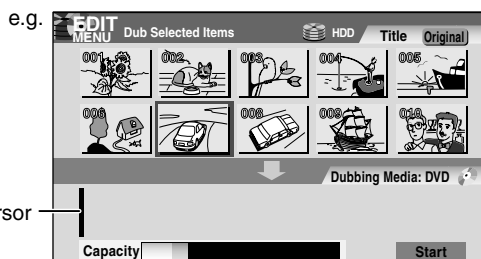 e.g.
EDIT
MENU Dub Selected Items HDD Title Original
001 002 003 004 005
006 008 009 010
Dubbing Media: DVD
rsor
Capacity Start